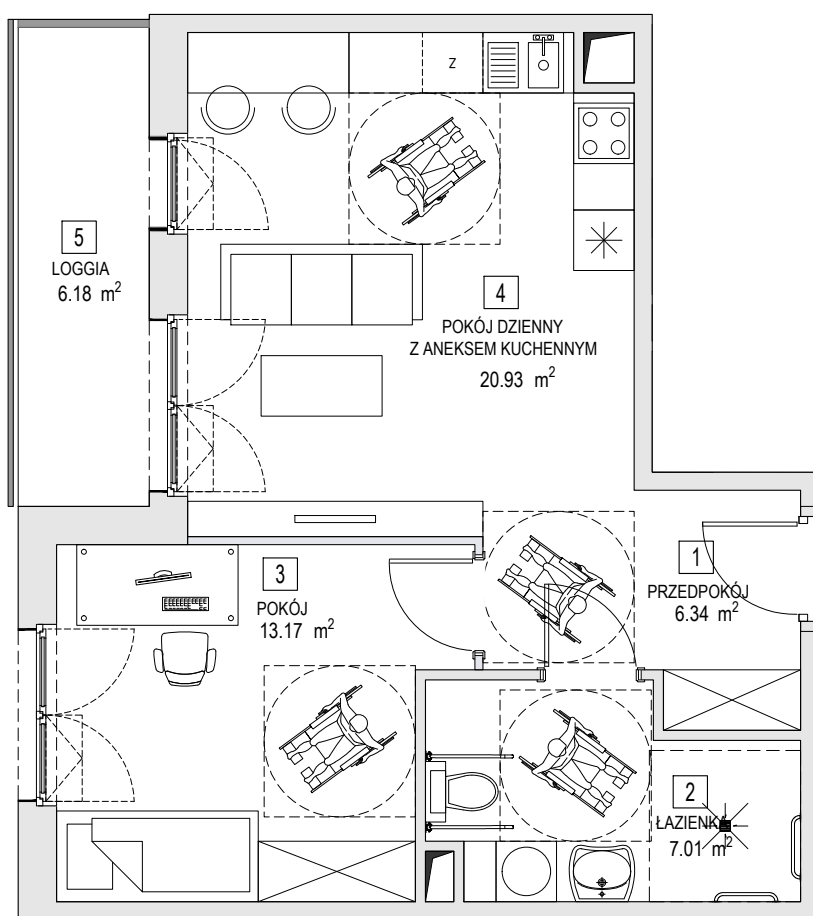 Z
5
LOGGIA
6.18 m²
4
POKÓJ DZIENNY
Z ANEKSEM KUCHENNYM
20.93 m²
3
POKÓJ
13.17 m²
1
PRZEDPOKÓJ
6.34 m²
2
ŁAZIENKA
7.01 m²